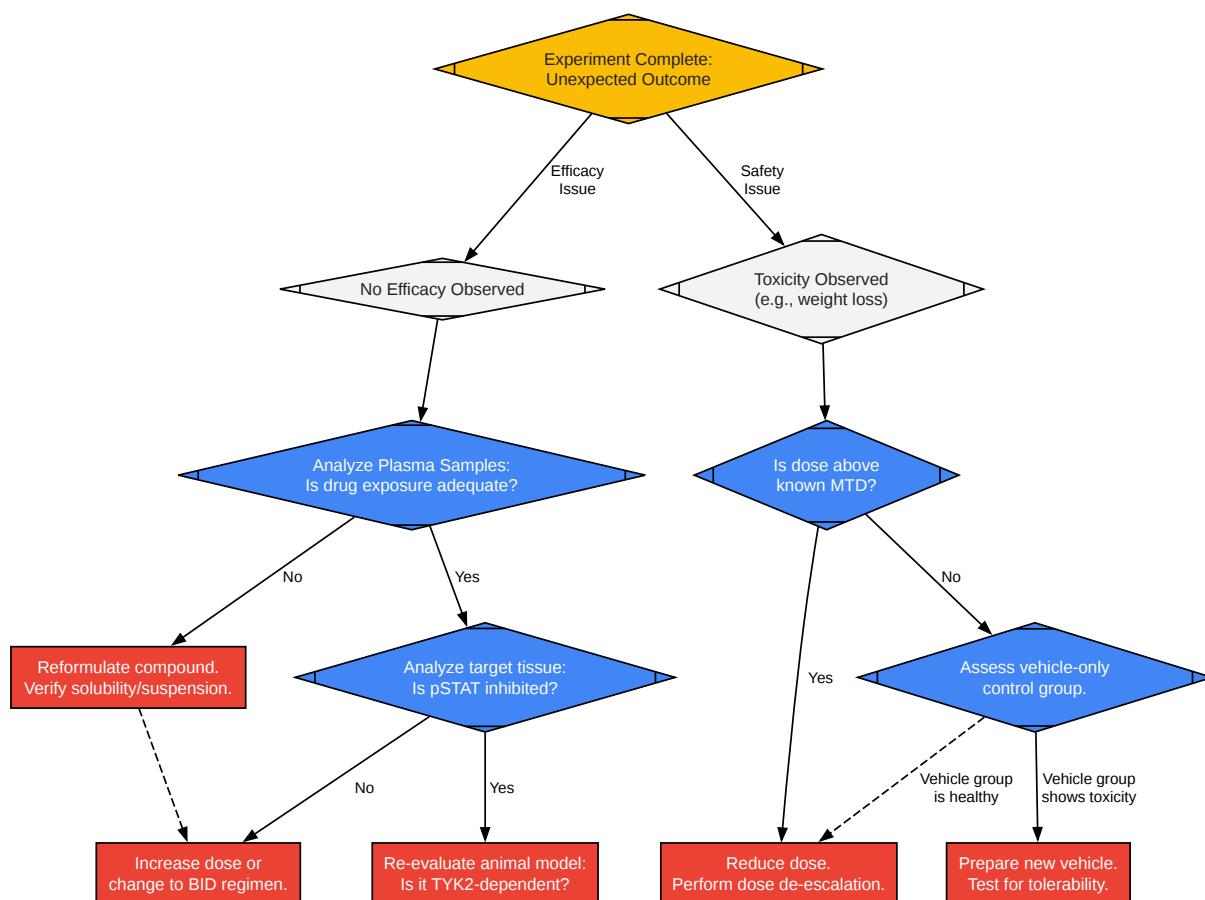 Experiment Complete:
Unexpected Outcome
Efficacy
Issue
Safety
Issue
No Efficacy Observed
Toxicity Observed
(e.g., weight loss)
Analyze Plasma Samples:
Is drug exposure adequate?
Is dose above
known MTD?
No
Yes
No
Reformulate compound.
Verify solubility/suspension.
Analyze target tissue:
Is pSTAT inhibited?
Yes
Assess vehicle-only
control group.
No
Yes
Vehicle group
is healthy
Vehicle group
shows toxicity
Increase dose or
change to BID regimen.
Re-evaluate animal model:
Is it TYK2-dependent?
Reduce dose.
Perform dose de-escalation.
Prepare new vehicle.
Test for tolerability.